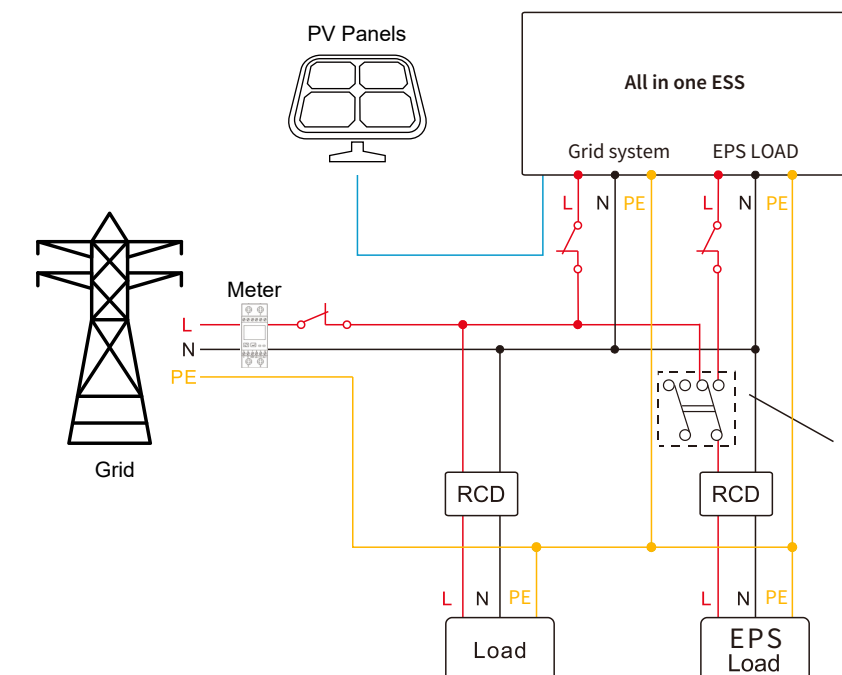 PV Panels
All in one ESS
Grid system
EPS LOAD
L
N
PE
L
N
PE
Meter
L
N
PE
Grid
RCD
RCD
L
N
PE
L
N
PE
Load
EPS
Load